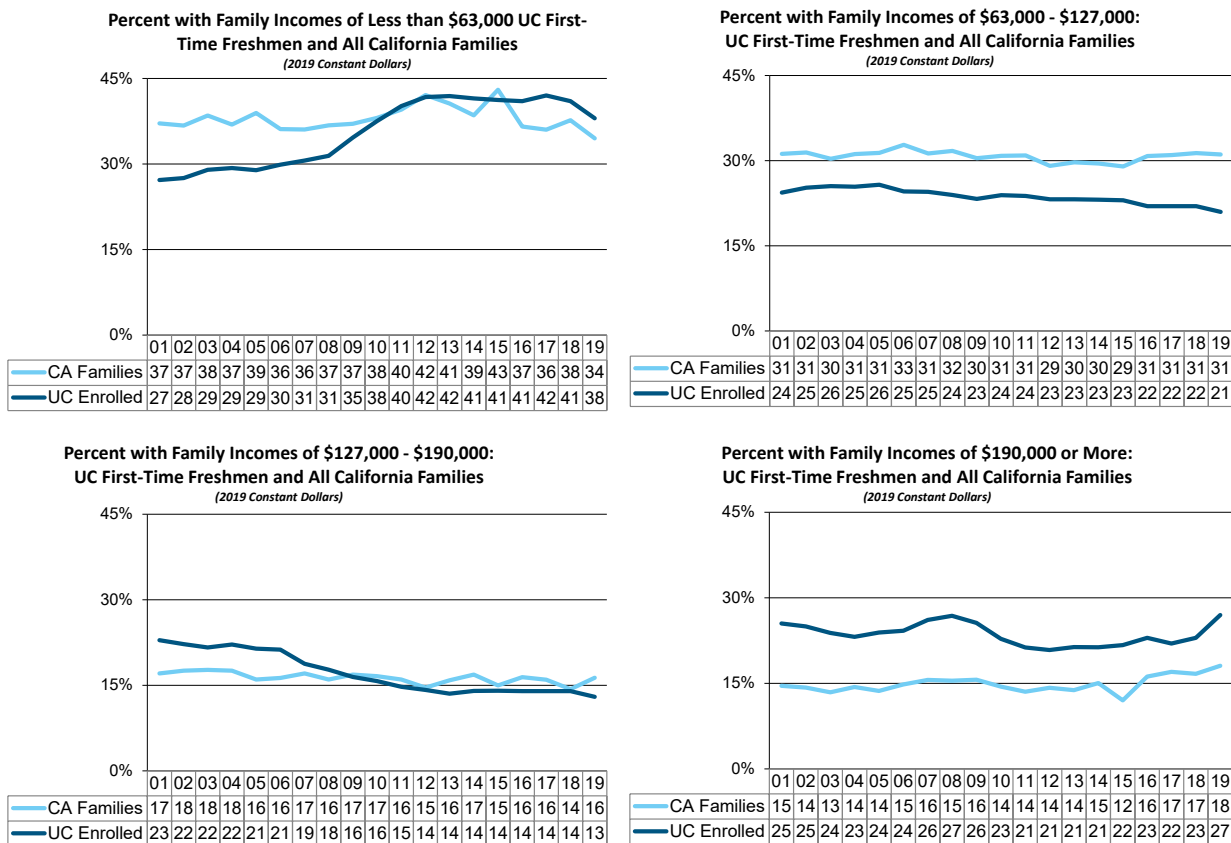 Percent with Family Incomes of Less than $63,000 UC First-
Time Freshmen and All California Families
(2019 Constant Dollars)
45%
30%
15%
0%
01 02 03 04 05 06 07 08 09 10 11 12 13 14 15 16 17 18 19
CA Families 37 37 38 37 39 36 36 37 37 38 40 42 41 39 43 37 36 38 34
UC Enrolled 27 28 29 29 29 30 31 31 35 38 40 42 42 41 41 41 42 41 38
Percent with Family Incomes of $63,000 - $127,000:
UC First-Time Freshmen and All California Families
(2019 Constant Dollars)
45%
30%
15%
0%
01 02 03 04 05 06 07 08 09 10 11 12 13 14 15 16 17 18 19
CA Families 31 31 30 31 31 33 31 32 30 31 31 29 30 30 29 31 31 31 31
UC Enrolled 24 25 26 25 26 25 25 24 23 24 24 23 23 23 23 22 22 22 21
Percent with Family Incomes of $127,000 - $190,000:
UC First-Time Freshmen and All California Families
(2019 Constant Dollars)
45%
30%
15%
0%
01 02 03 04 05 06 07 08 09 10 11 12 13 14 15 16 17 18 19
CA Families 17 18 18 18 16 16 17 16 17 17 16 15 16 17 15 16 16 14 16
UC Enrolled 23 22 22 22 21 21 19 18 16 16 15 14 14 14 14 14 14 14 13
Percent with Family Incomes of $190,000 or More:
UC First-Time Freshmen and All California Families
(2019 Constant Dollars)
45%
30%
15%
0%
01 02 03 04 05 06 07 08 09 10 11 12 13 14 15 16 17 18 19
CA Families 15 14 13 14 14 15 16 15 16 14 14 14 14 15 12 16 17 17 18
UC Enrolled 25 25 24 23 24 24 26 27 26 23 21 21 21 21 22 23 22 23 27